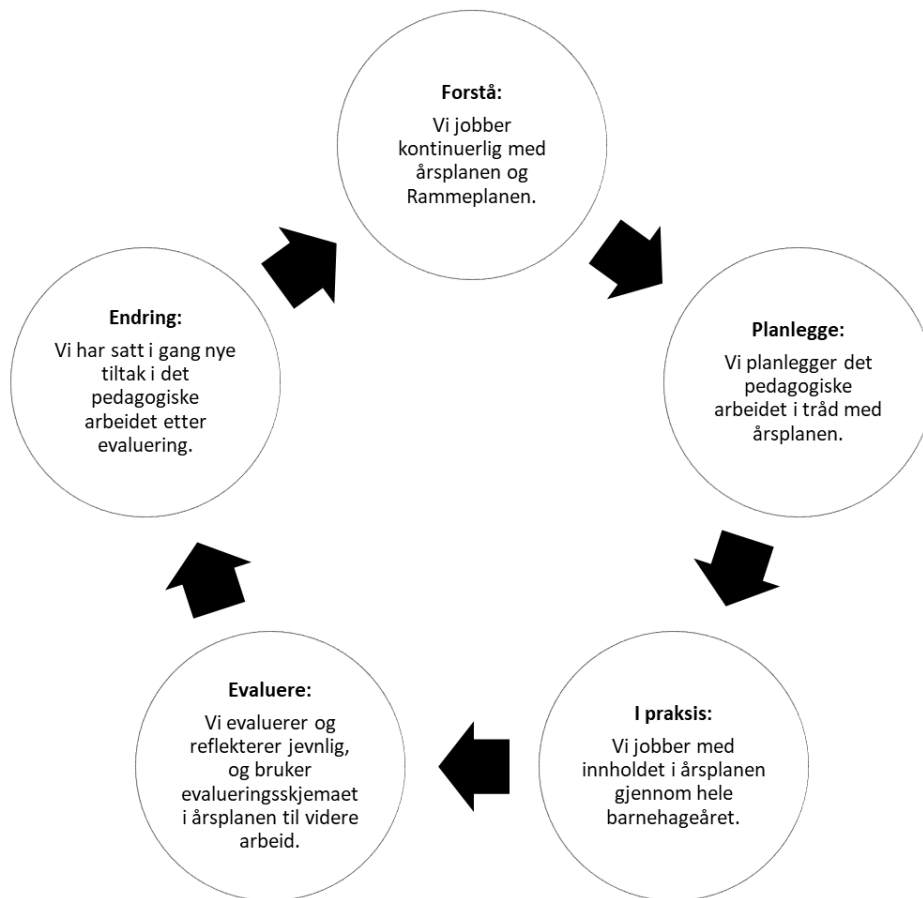 Forstå:
Vi jobber
kontinuerlig med
årsplanen og
Rammeplanen.
Planlegge:
Vi planlegger det
pedagogiske
arbeidet i tråd med
årsplanen.
I praksis:
Vi jobber med
innholdet i årsplanen
gjennom hele
barnehageåret.
Evaluere:
Vi evaluerer og
reflekterer jevnlig,
og bruker
evalueringsskjemaet
i årsplanen til videre
arbeid.
Endring:
Vi har satt i gang nye
tiltak i det
pedagogiske
arbeidet etter
evaluering.